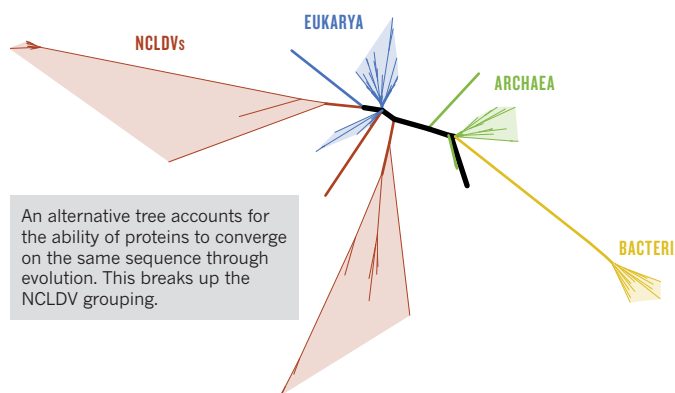 EUKARYA
NCLDVs
ARCHAEA
BACTERI
An alternative tree accounts for
the ability of proteins to converge
on the same sequence through
evolution. This breaks up the
NCLDV grouping.